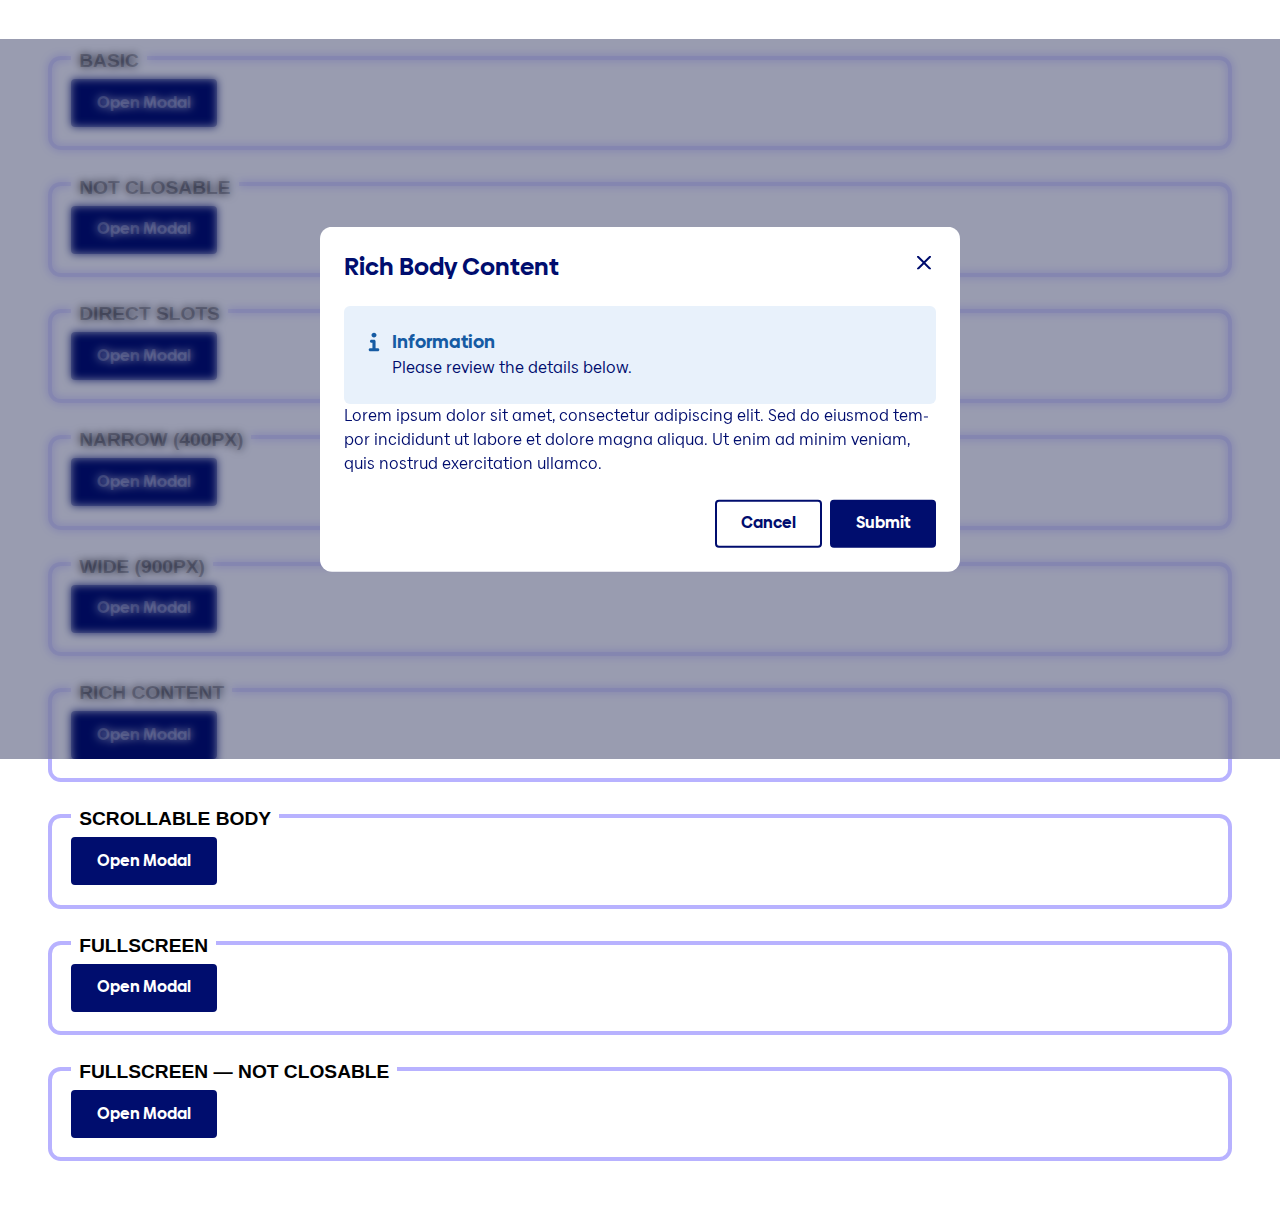 BASIC
Open Modal
NOT CLOSABLE
Open Modal
DIRECT SLOTS
Open Modal
NARROW (400PX)
Open Modal
WIDE (900PX)
Open Modal
RICH CONTENT
Open Modal
Rich Body Content
Information
Please review the details below.
Lorem ipsum dolor sit amet, consectetur adipiscing elit. Sed do eiusmod tem-
por incididunt ut labore et dolore magna aliqua. Ut enim ad minim veniam,
quis nostrud exercitation ullamco.
Cancel Submit
SCROLLABLE BODY
Open Modal
FULLSCREEN
Open Modal
FULLSCREEN — NOT CLOSABLE
Open Modal